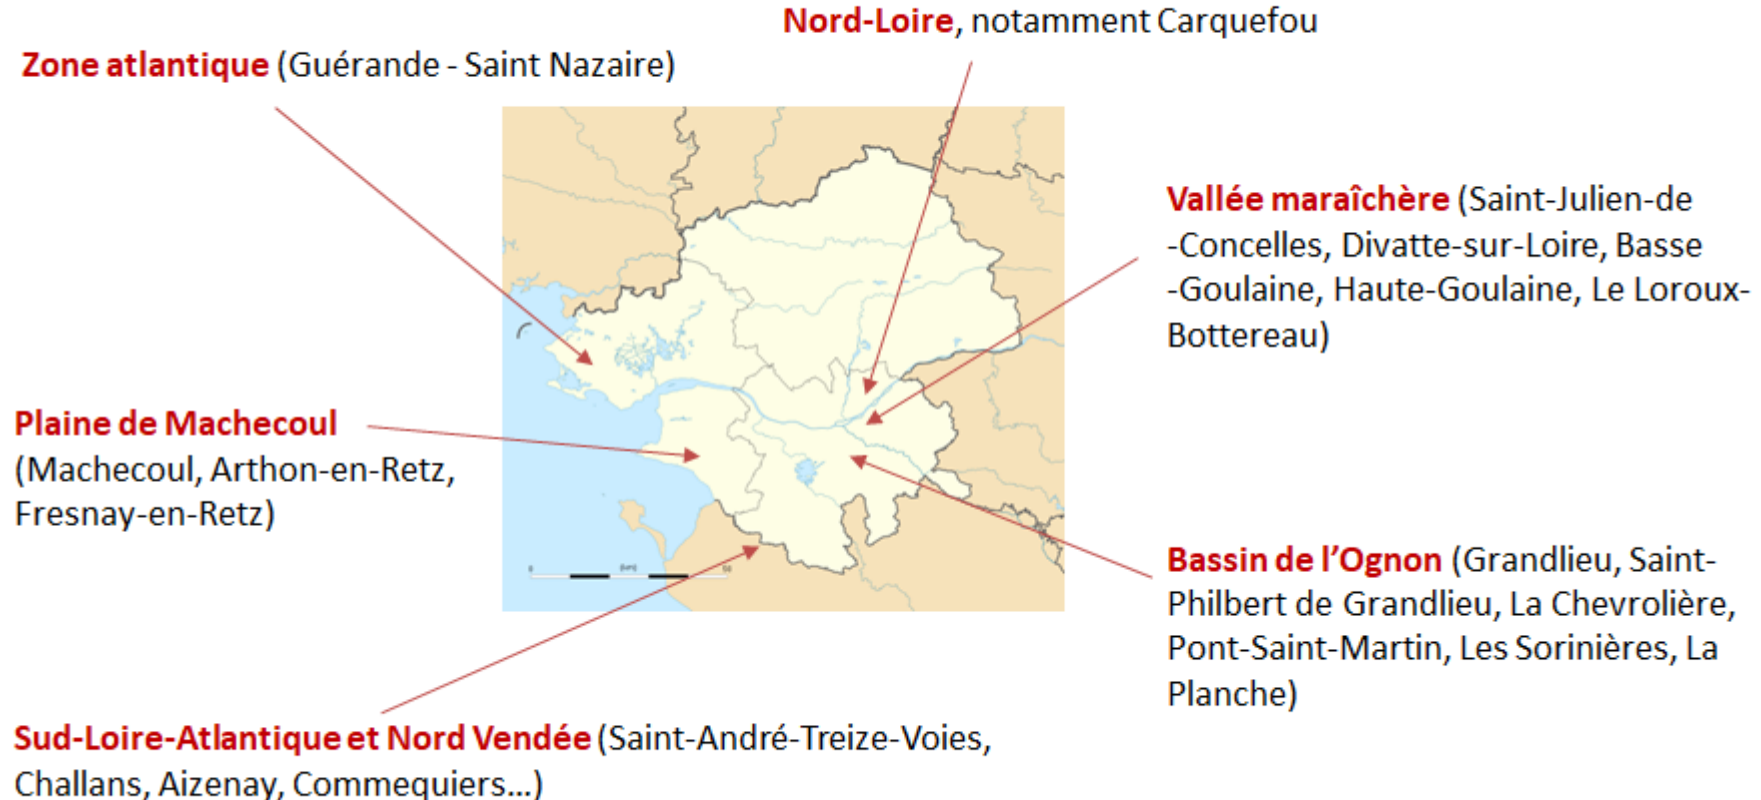 Nord-Loire, notamment Carquefou
Zone atlantique (Guérande - Saint Nazaire)
Vallée maraîchère (Saint-Julien-de
-Concelles, Divatte-sur-Loire, Basse
-Goulaine, Haute-Goulaine, Le Loroux-
Bottereau)
Plaine de Machecoul
(Machecoul, Arthon-en-Retz,
Fresnay-en-Retz)
Bassin de l’Ognon (Grandlieu, Saint-
Philbert de Grandlieu, La Chevrolière,
Pont-Saint-Martin, Les Sorinières, La
Planche)
0 (km) 50
Sud-Loire-Atlantique et Nord Vendée (Saint-André-Treize-Voies,
Challans, Aizenay, Commequiers...)